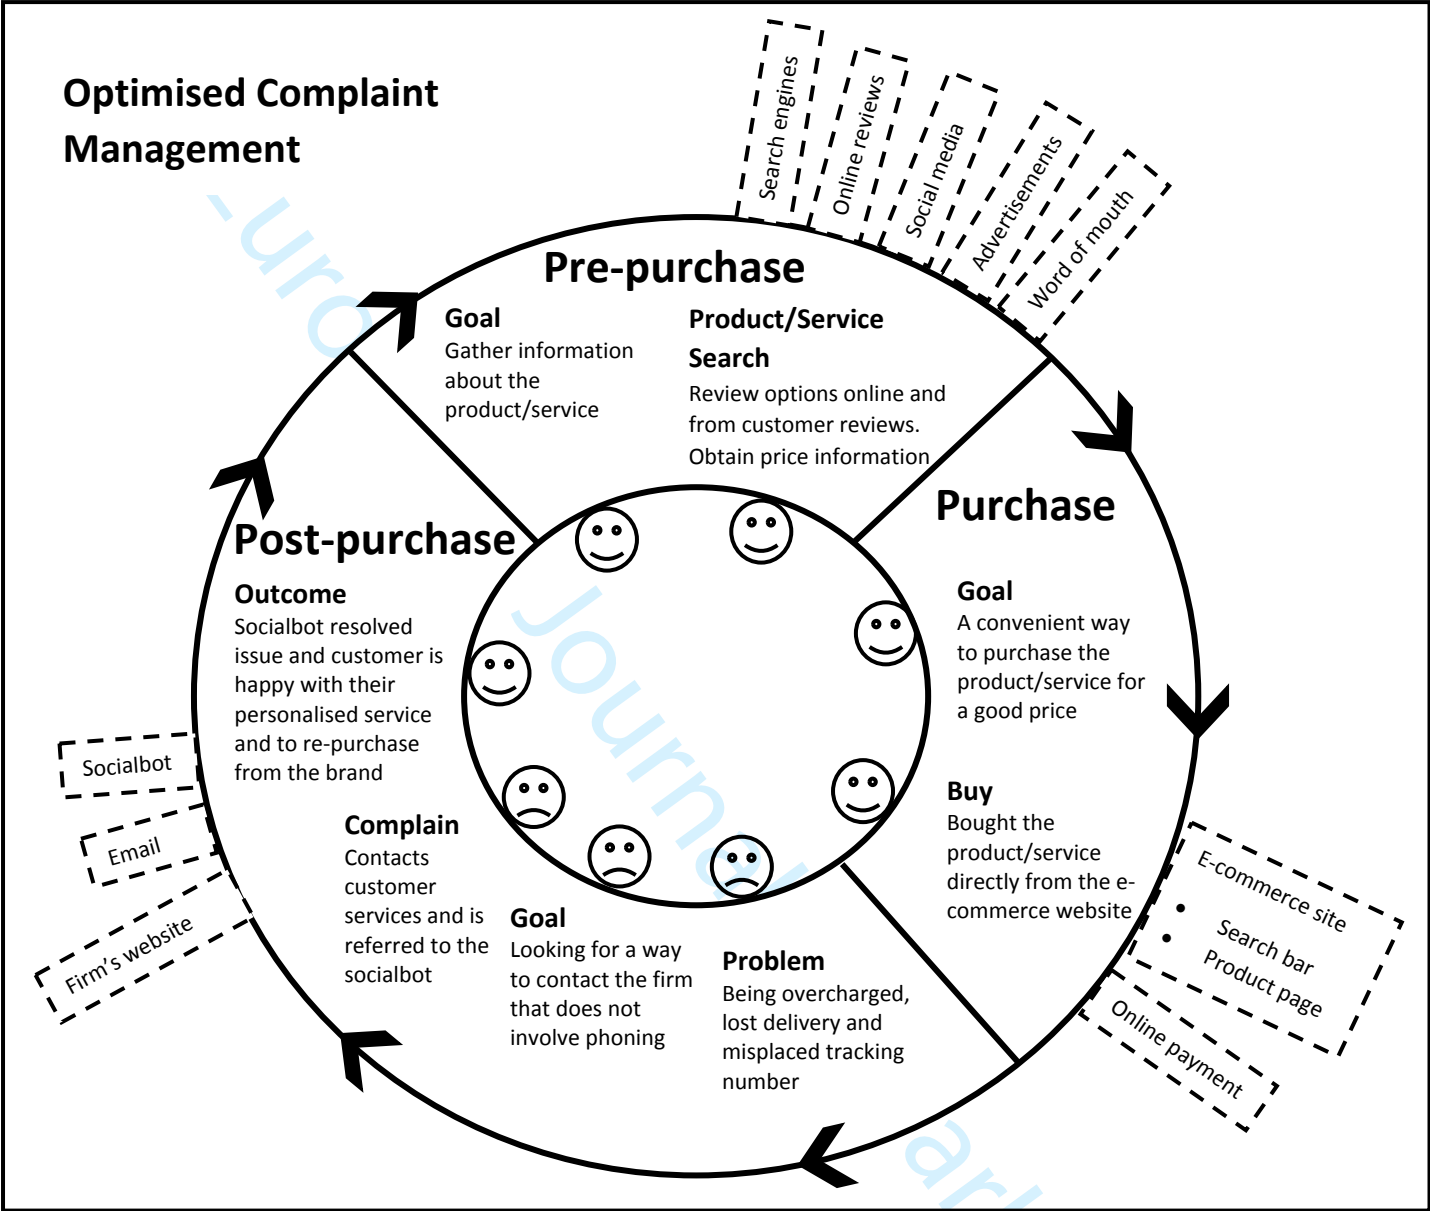 Optimised Complaint
Management
Search engines
Online reviews
Social media
Advertisements
Word of mouth
Pre-purchase
Goal
Gather information
about the
product/service
Product/Service
Search
Review options online and
from customer reviews.
Obtain price information
Purchase
Goal
A convenient way
to purchase the
product/service for
a good price
Buy
Bought the
product/service
directly from the e-
commerce website
E-commerce site
• Search bar
• Product page
Online payment
Post-purchase
Outcome
Socialbot resolved
issue and customer is
happy with their
personalised service
and to re-purchase
from the brand
Complain
Contacts
customer
services and is
referred to the
socialbot
Goal
Looking for a way
to contact the firm
that does not
involve phoning
Problem
Being overcharged,
lost delivery and
misplaced tracking
number
Socialbot
Email
Firm's website
Journal